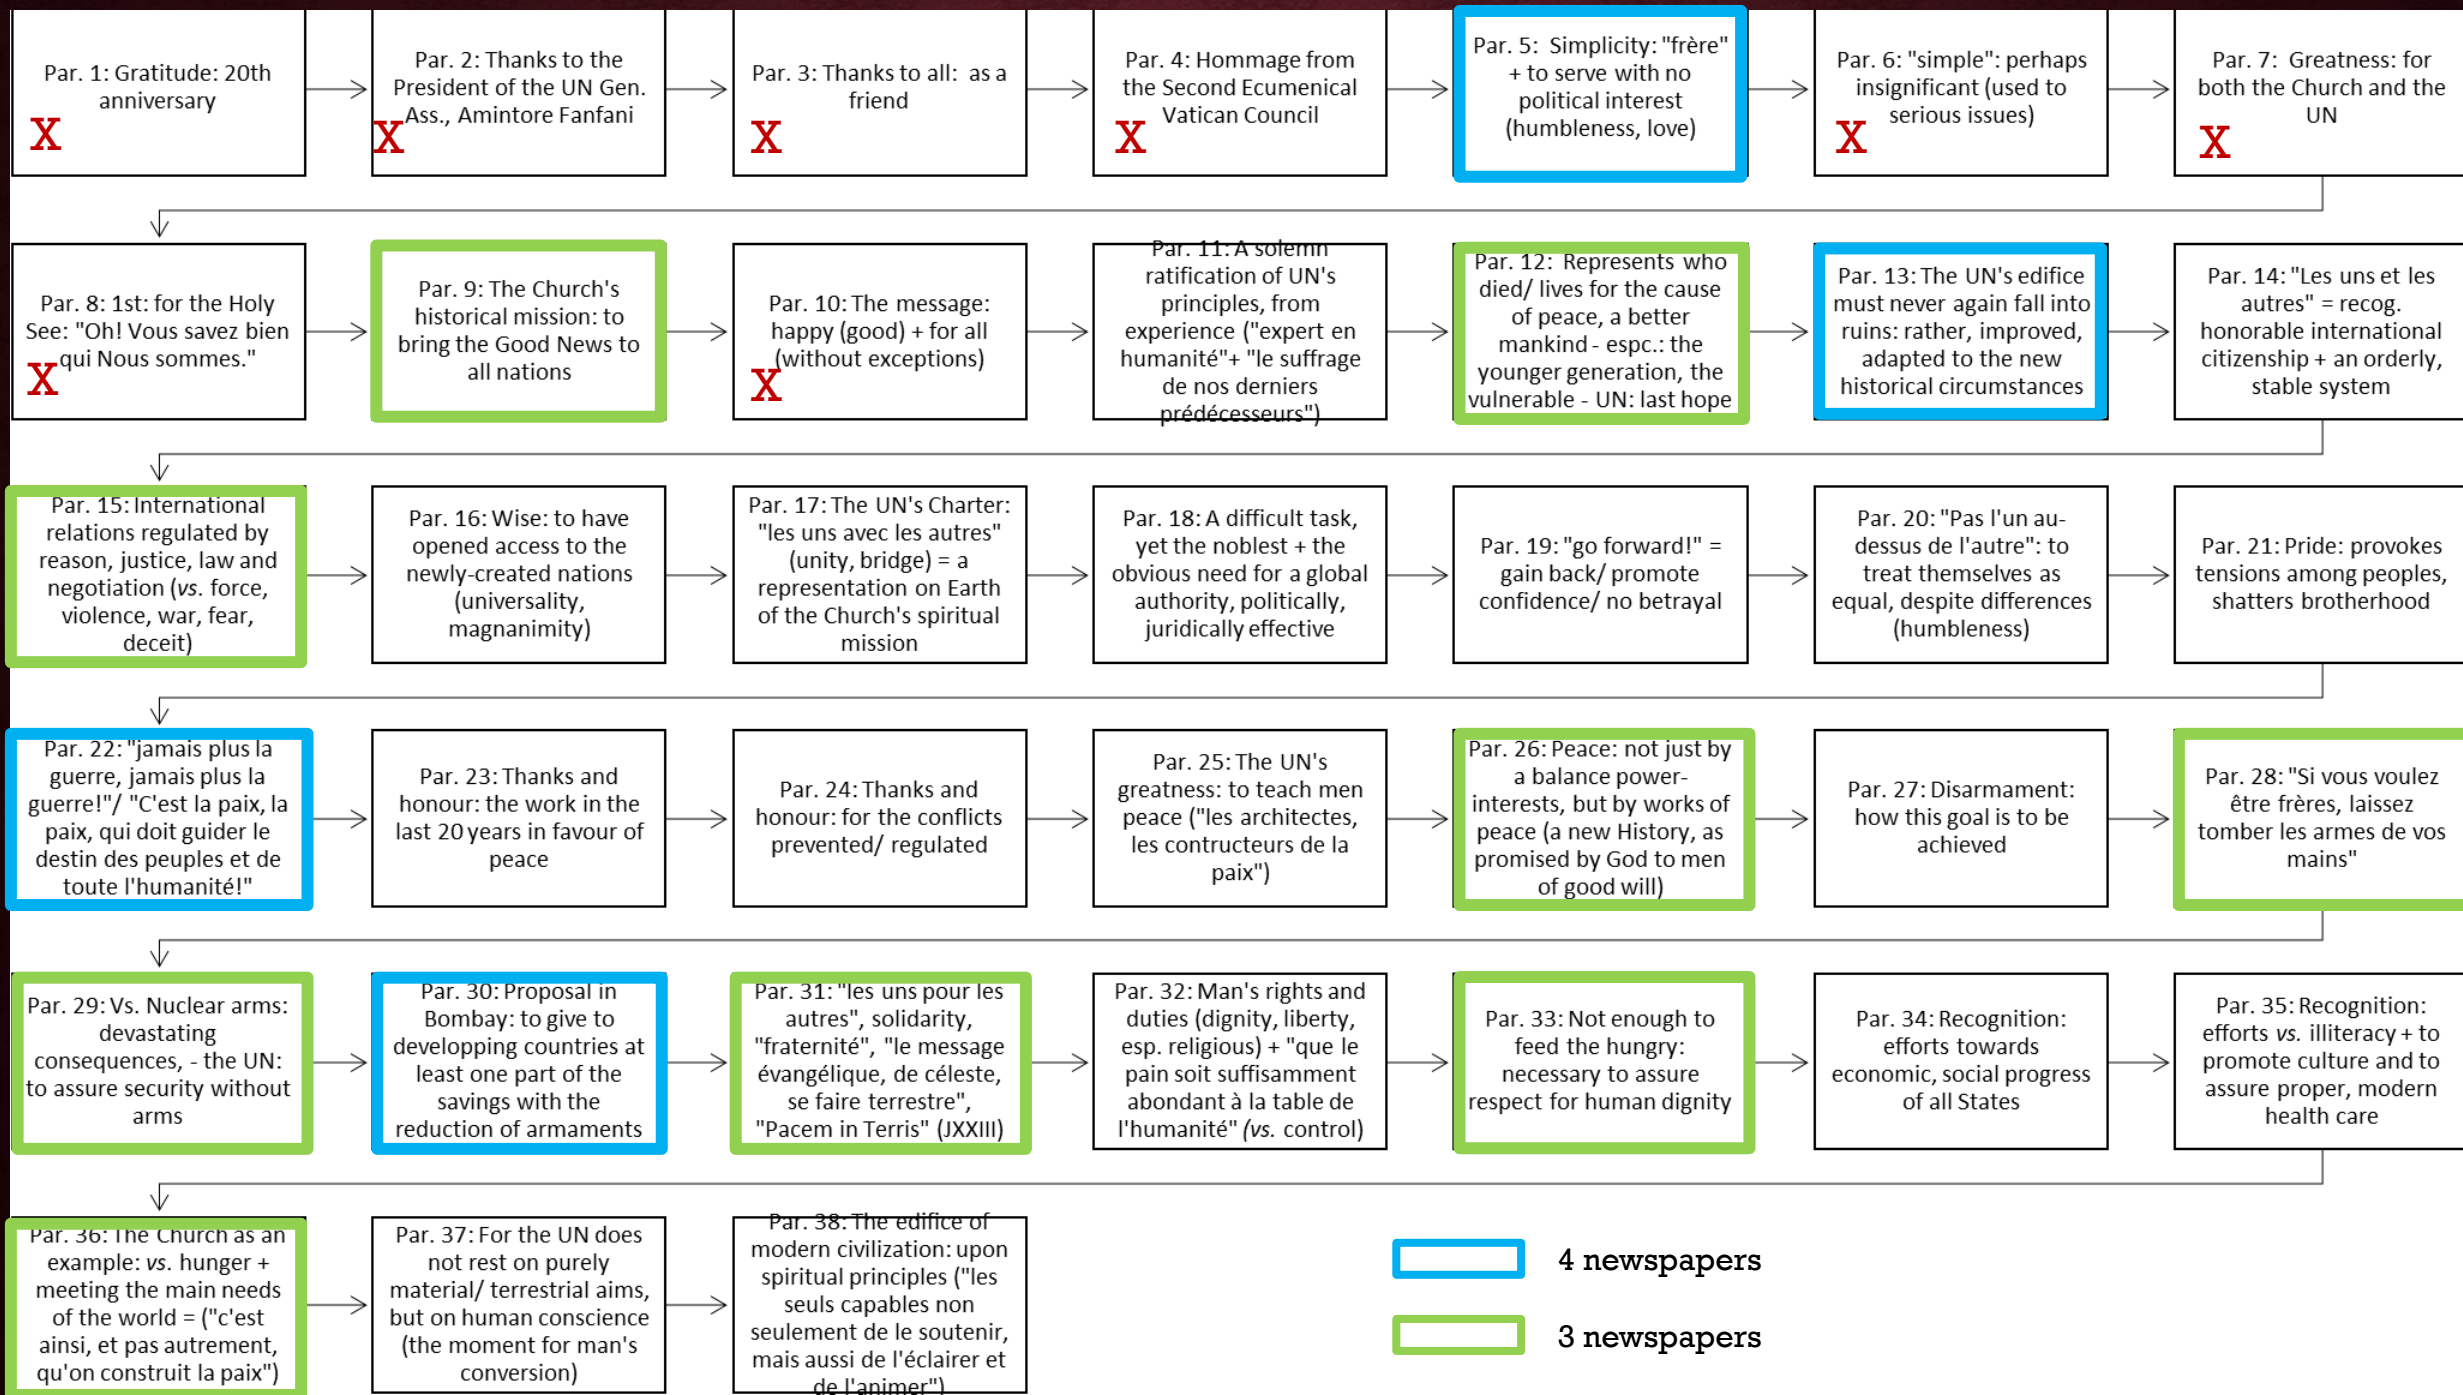 Par. 1: Gratitude: 20th
anniversary
X
Par. 2: Thanks to the
President of the UN Gen.
Ass., Amintore Fanfani
X
Par. 3: Thanks to all: as a
friend
X
Par. 4: Hommage from
the Second Ecumenical
Vatican Council
X
Par. 5: Simplicity: "frère"
+ to serve with no
political interest
(humbleness, love)
Par. 6: "simple": perhaps
insignificant (used to
serious issues)
X
Par. 7: Greatness: for
both the Church and the
UN
X
Par. 8: 1st: for the Holy
See: "Oh! Vous savez bien
qui Nous sommes."
X
Par. 9: The Church's
historical mission: to
bring the Good News to
all nations
Par. 10: The message:
happy (good) + for all
(without exceptions)
X
Par. 11: A solemn
ratification of UN's
principles, from
experience ("expert en
humanité"+ "le suffrage
de nos derniers
prédécesseurs")
Par. 12: Represents who
died/ lives for the cause
of peace, a better
mankind - espc.: the
younger generation, the
vulnerable - UN: last hope
Par. 13: The UN's edifice
must never again fall into
ruins: rather, improved,
adapted to the new
historical circumstances
Par. 14: "Les uns et les
autres" = recog.
honorable international
citizenship + an orderly,
stable system
Par. 15: International
relations regulated by
reason, justice, law and
negotiation (vs. force,
violence, war, fear,
deceit)
Par. 16: Wise: to have
opened access to the
newly-created nations
(universality,
magnanimity)
Par. 17: The UN's Charter:
"les uns avec les autres"
(unity, bridge) = a
representation on Earth
of the Church's spiritual
mission
Par. 18: A difficult task,
yet the noblest + the
obvious need for a global
authority, politically,
juridically effective
Par. 19: "go forward!" =
gain back/ promote
confidence/ no betrayal
Par. 20: "Pas l'un au-
dessus de l'autre": to
treat themselves as
equal, despite differences
(humbleness)
Par. 21: Pride: provokes
tensions among peoples,
shatters brotherhood
Par. 22: "jamais plus la
guerre, jamais plus la
guerre!"/ "C'est la paix, la
paix, qui doit guider le
destin des peuples et de
toute l'humanité!"
Par. 23: Thanks and
honour: the work in the
last 20 years in favour of
peace
Par. 24: Thanks and
honour: for the conflicts
prevented/ regulated
Par. 25: The UN's
greatness: to teach men
peace ("les architectes,
les contructeurs de la
paix")
Par. 26: Peace: not just by
a balance power-
interests, but by works of
peace (a new History, as
promised by God to men
of good will)
Par. 27: Disarmament:
how this goal is to be
achieved
Par. 28: "Si vous voulez
être frères, laissez
tomber les armes de vos
mains"
Par. 29: Vs. Nuclear arms:
devastating
consequences, - the UN:
to assure security without
arms
Par. 30: Proposal in
Bombay: to give to
developping countries at
least one part of the
savings with the
reduction of armaments
Par. 31: "les uns pour les
autres", solidarity,
"fraternité", "le message
évangélique, de céleste,
se faire terrestre",
"Pacem in Terris" (JXXIII)
Par. 32: Man's rights and
duties (dignity, liberty,
esp. religious) + "que le
pain soit suffisamment
abondant à la table de
l'humanité" (vs. control)
Par. 33: Not enough to
feed the hungry:
necessary to assure
respect for human dignity
Par. 34: Recognition:
efforts towards
economic, social progress
of all States
Par. 35: Recognition:
efforts vs. illiteracy + to
promote culture and to
assure proper, modern
health care
Par. 36: The Church as an
example: vs. hunger +
meeting the main needs
of the world = ("c'est
ainsi, et pas autrement,
qu'on construit la paix")
Par. 37: For the UN does
not rest on purely
material/ terrestrial aims,
but on human conscience
(the moment for man's
conversion)
Par. 38: The edifice of
modern civilization: upon
spiritual principles ("les
seuls capables non
seulement de le soutenir,
mais aussi de l'éclairer et
de l'animer")
4 newspapers
3 newspapers